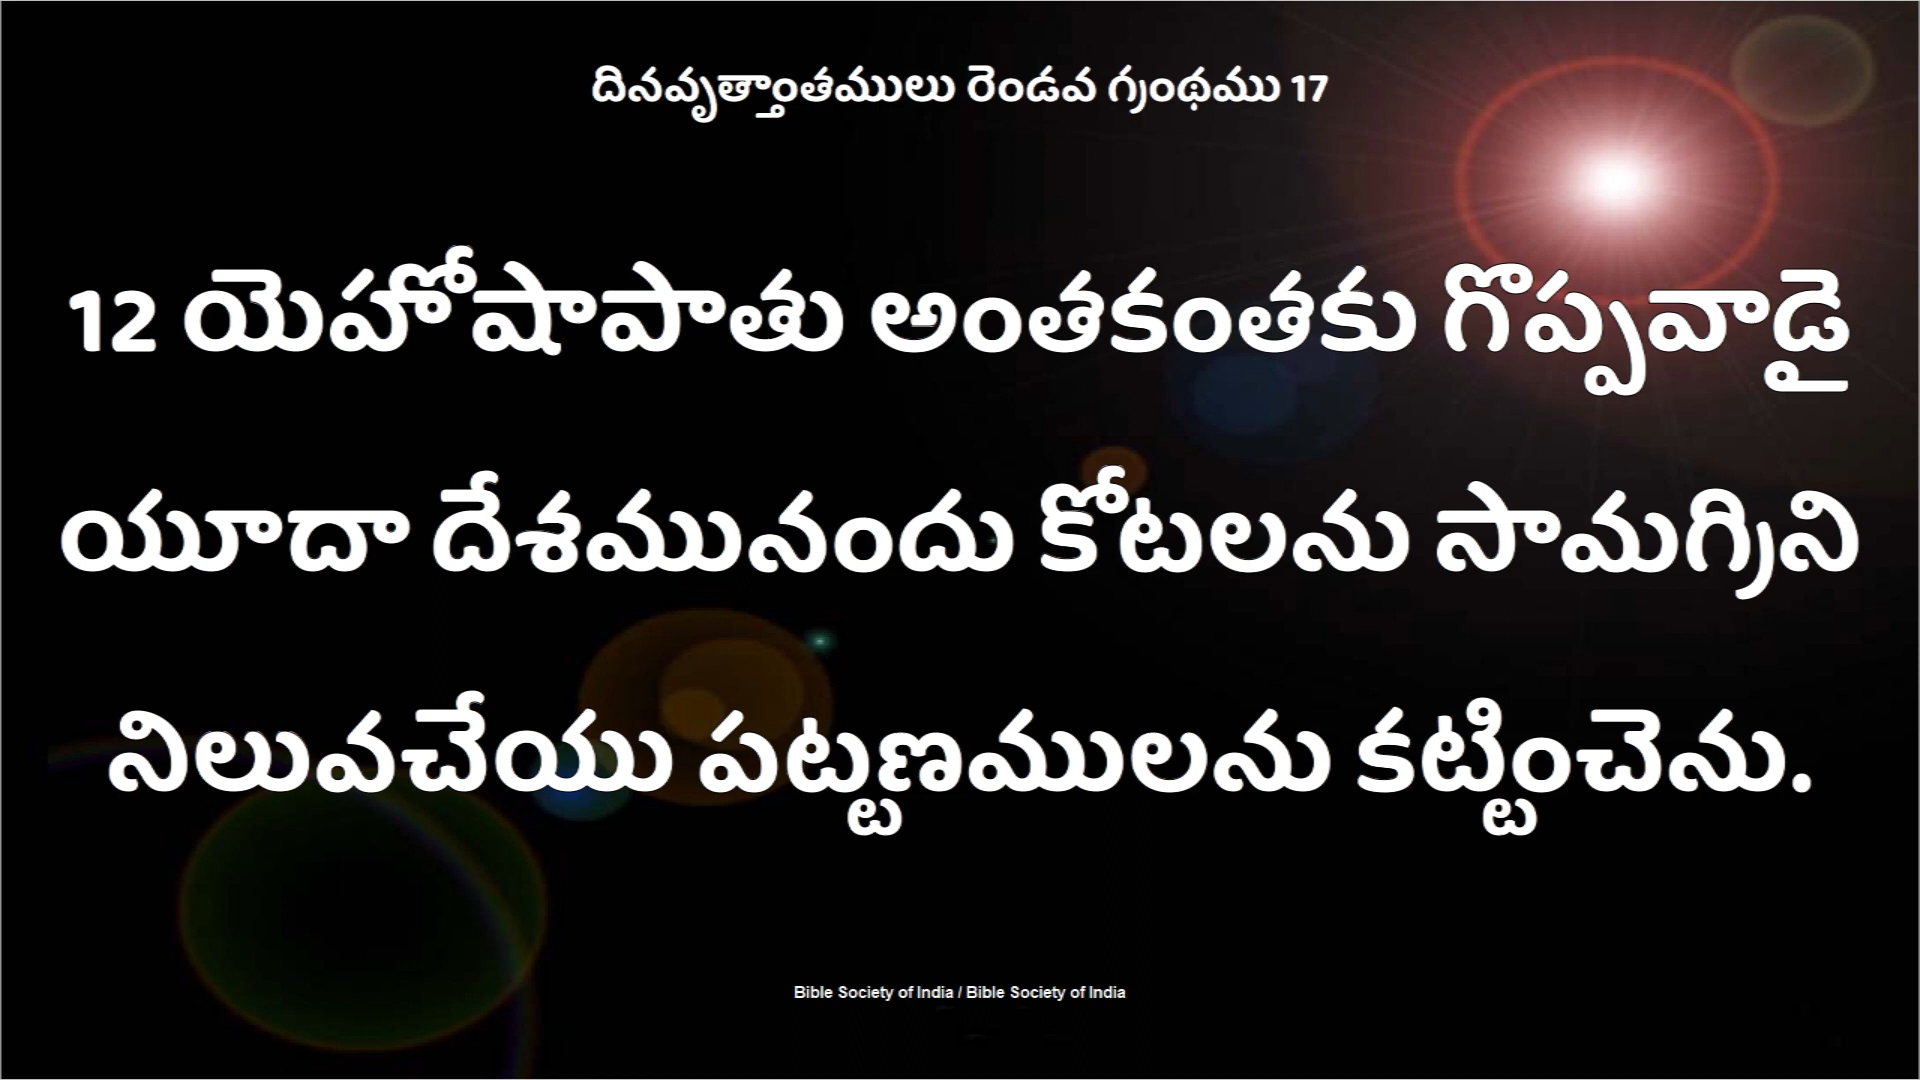 దినవృత్తాంతములు రెండవ గ్రంథము 17
12 యెహోషాపాతు అంతకంతకు గొప్పవాడై
యూదా దేశమునందు కోటలను సామగ్రిని
నిలువచేయు పట్టణములను కట్టించెను.
Bible Society of India / Bible Society of India